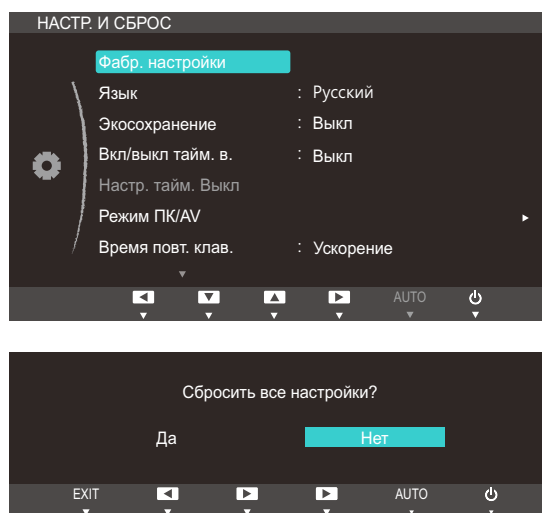 НАСТР. И СБРОС
Фабр. настройки
Язык : Русский
Экосохранение : Выкл
Вкл/выкл тайм. в. : Выкл
Настр. тайм. Выкл
Режим ПК/AV
Время повт. клав. : Ускорение
AUTO
Сбросить все настройки?
Да Нет
EXIT AUTO